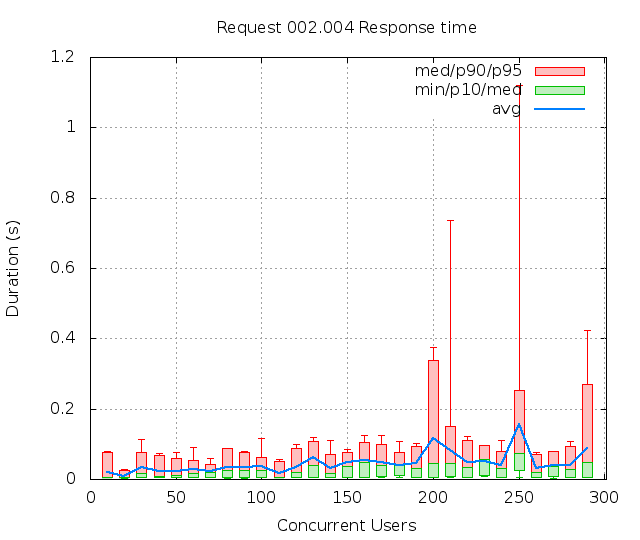 Request 002.004 Response time
1.2
1
0.8
0.6
0.4
0.2
0
Duration (s)
med/p90/p95
min/p10/med
avg
0 50 100 150 200 250 300
Concurrent Users